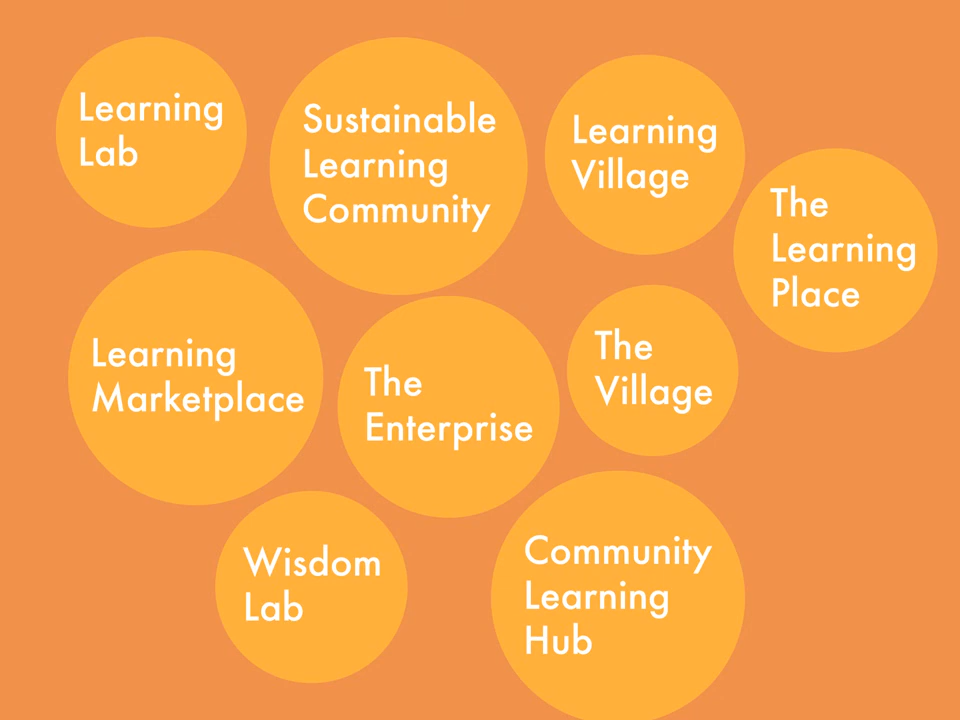 Learning
Lab
Sustainable
Learning
Community
Learning
Village
The
Learning
Place
Learning
Marketplace
The
Enterprise
The
Village
Wisdom
Lab
Community
Learning
Hub